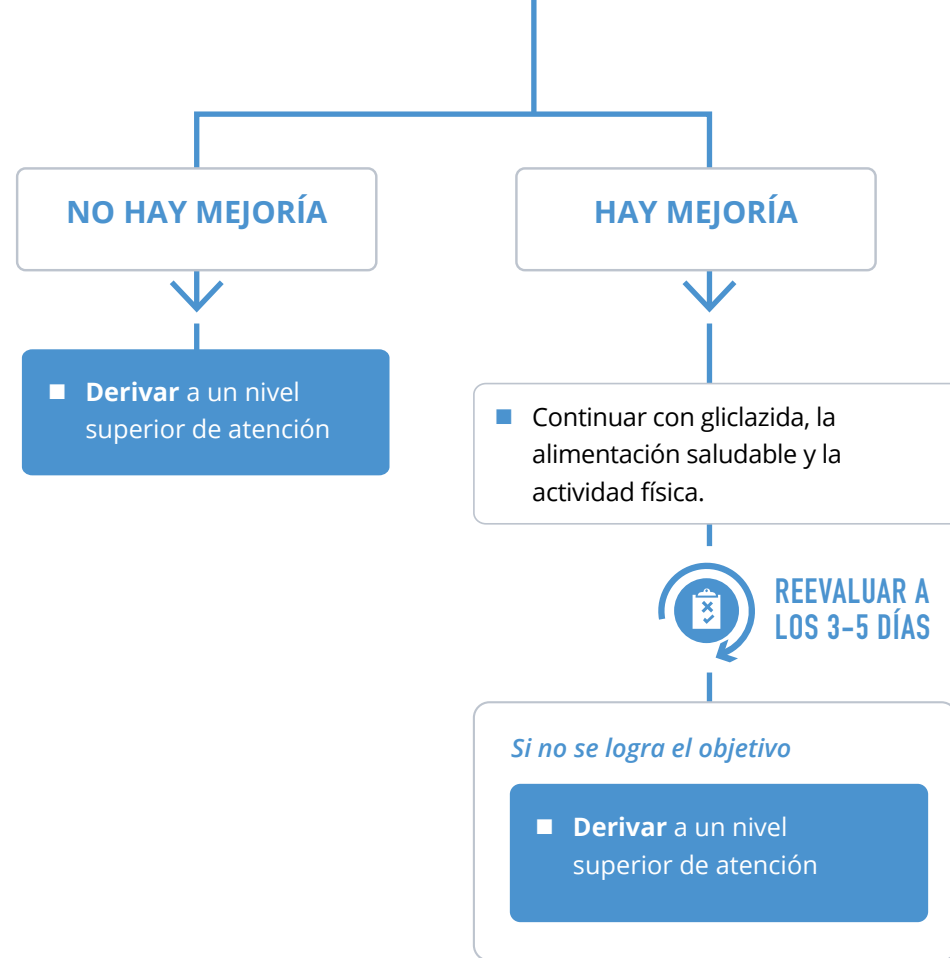 NO HAY MEJORÍA
■ Derivar a un nivel
superior de atención
HAY MEJORÍA
■ Continuar con gliclazida, la
alimentación saludable y la
actividad física.
REEVALUAR A
LOS 3-5 DÍAS
Si no se logra el objetivo
■ Derivar a un nivel
superior de atención